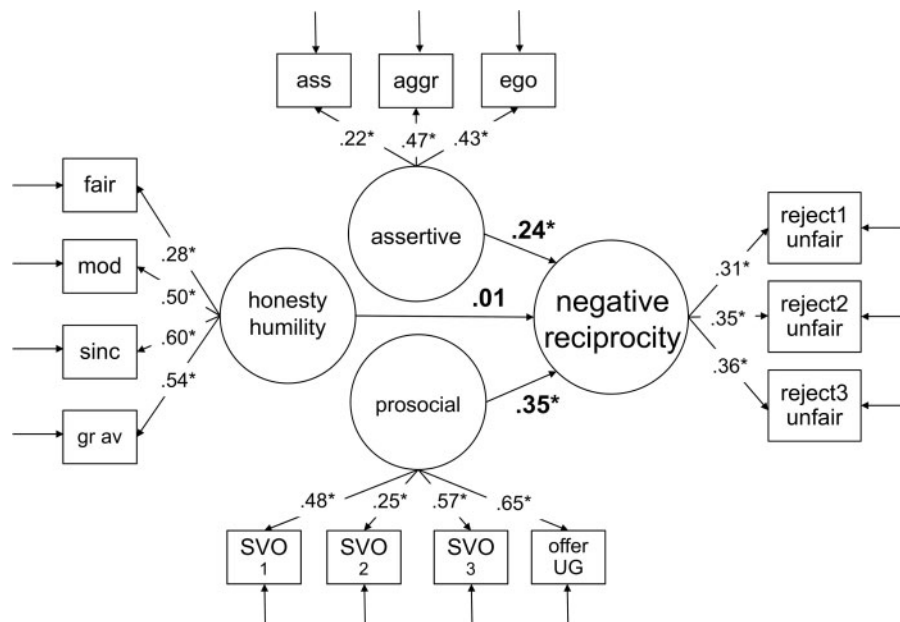 ass
aggr
ego
.22*
.47*
.43*
fair
mod
sinc
gr av
.28*
.50*
.60*
.54*
honesty
humility
assertive
prosocial
.24*
.01
.35*
negative
reciprocity
.31*
.35*
.36*
reject1
unfair
reject2
unfair
reject3
unfair
.48*
.25*
.57*
.65*
SVO
1
SVO
2
SVO
3
offer
UG